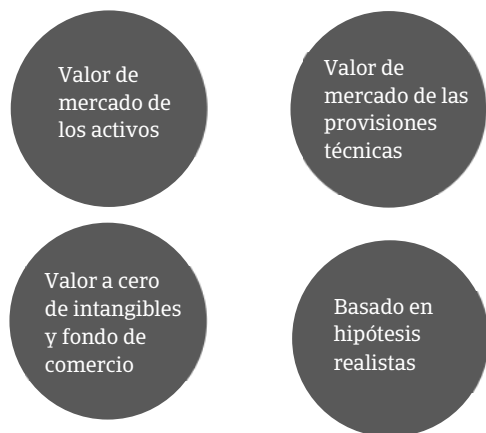 Valor de
mercado de
los activos
Valor de
mercado de las
provisiones
técnicas
Valor a cero
de intangibles
y fondo de
comercio
Basado en
hipótesis
realistas